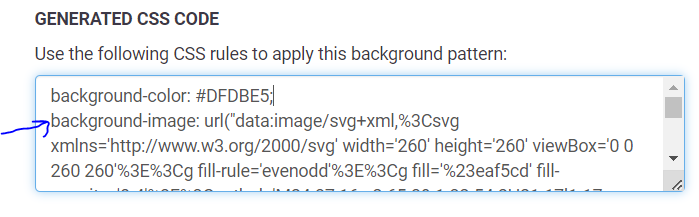 GENERATED CSS CODE
Use the following CSS rules to apply this background pattern:
background-color: #DFDBE5;
background-image: url("data:image/svg+xml,%3Csvg
xmlns='http://www.w3.org/2000/svg' width='260' height='260' viewBox='0 0
260 260'%3E%3Cg fill-rule='evenodd'%3E%3Cg fill='%23eaf5cd' fill-